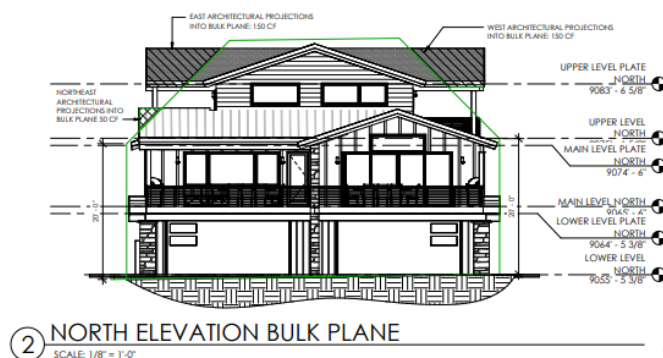 EAST ARCHITECTURAL PROJECTIONS
INTO BULK PLANE: 150 CF
WEST ARCHITECTURAL PROJECTIONS
INTO BULK PLANE: 150 CF
NORTHEAST
ARCHITECTURAL
PROJECTIONS INTO
BULK PLANE 50 CF
UPPER LEVEL PLATE
NORTH
9083' - 6 5/8"
UPPER LEVEL
NORTH
MAIN LEVEL PLATE
NORTH
9074' - 6"
MAIN LEVEL NORTH
9065' - 6"
LOWER LEVEL PLATE
NORTH
9064' - 5 3/8"
LOWER LEVEL
NORTH
9055' - 5 3/8"
20' - 0"
20' - 0"
2
NORTH ELEVATION BULK PLANE
SCALE: 1/8" = 1'-0"